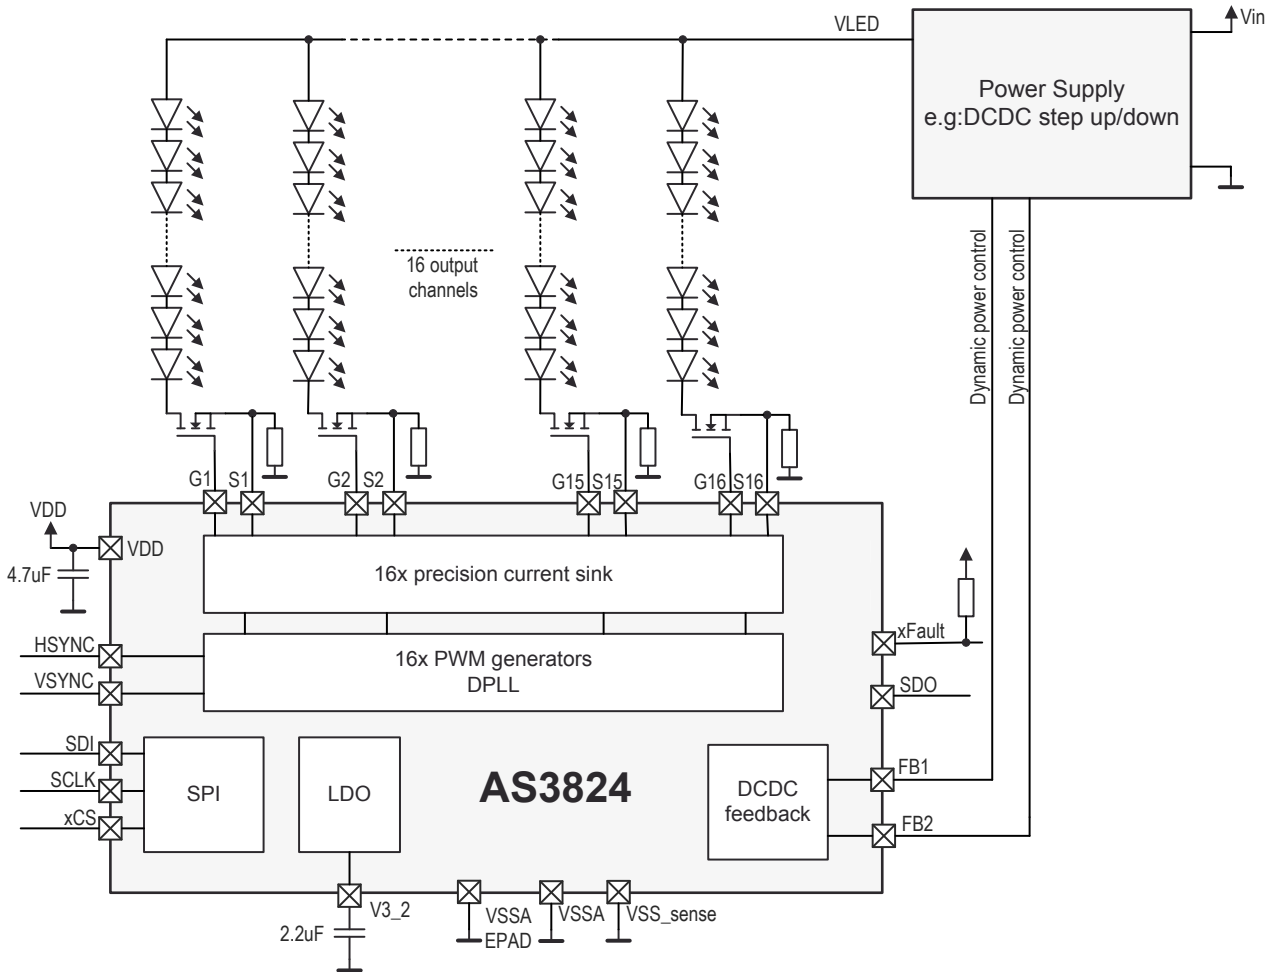 VLED
Vin
Power Supply
e.g:DCDC step up/down
16 output
channels
Dynamic power control
Dynamic power control
G1
S1
G2
S2
G15
S15
G16
S16
VDD
VDD
4.7uF
16x precision current sink
HSYNC
VSYNC
16x PWM generators
DPLL
xFault
SDO
SDI
SCLK
xCS
SPI
LDO
AS3824
DCDC
feedback
FB1
FB2
V3_2
2.2uF
VSSA
EPAD
VSSA
VSS_sense